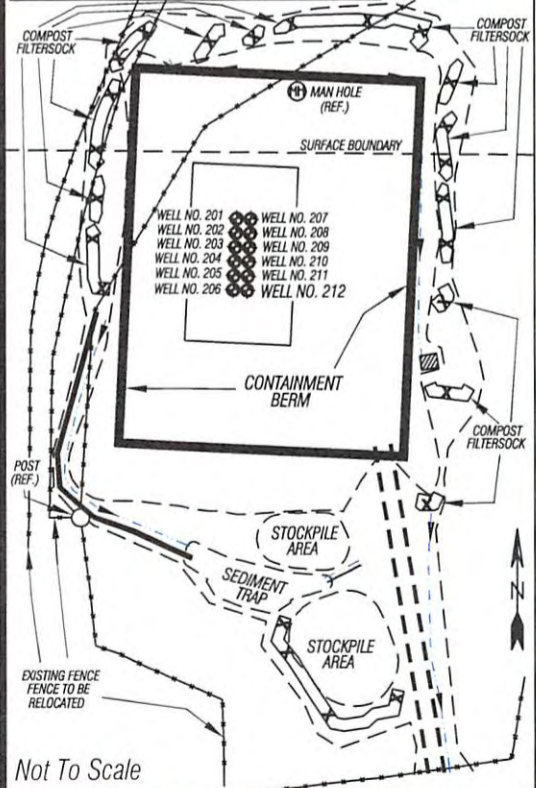 COMPOST
FILTERSOCK
COMPOST
FILTERSOCK
MH MAN HOLE
(REF.)
SURFACE BOUNDARY
WELL NO. 201 WELL NO. 207
WELL NO. 202 WELL NO. 208
WELL NO. 203 WELL NO. 209
WELL NO. 204 WELL NO. 210
WELL NO. 205 WELL NO. 211
WELL NO. 206 WELL NO. 212
CONTAINMENT
BERM
COMPOST
FILTERSOCK
POST
(REF.)
STOCKPILE
AREA
SEDIMENT
TRAP
STOCKPILE
AREA
N
EXISTING FENCE
FENCE TO BE
RELOCATED
Not To Scale